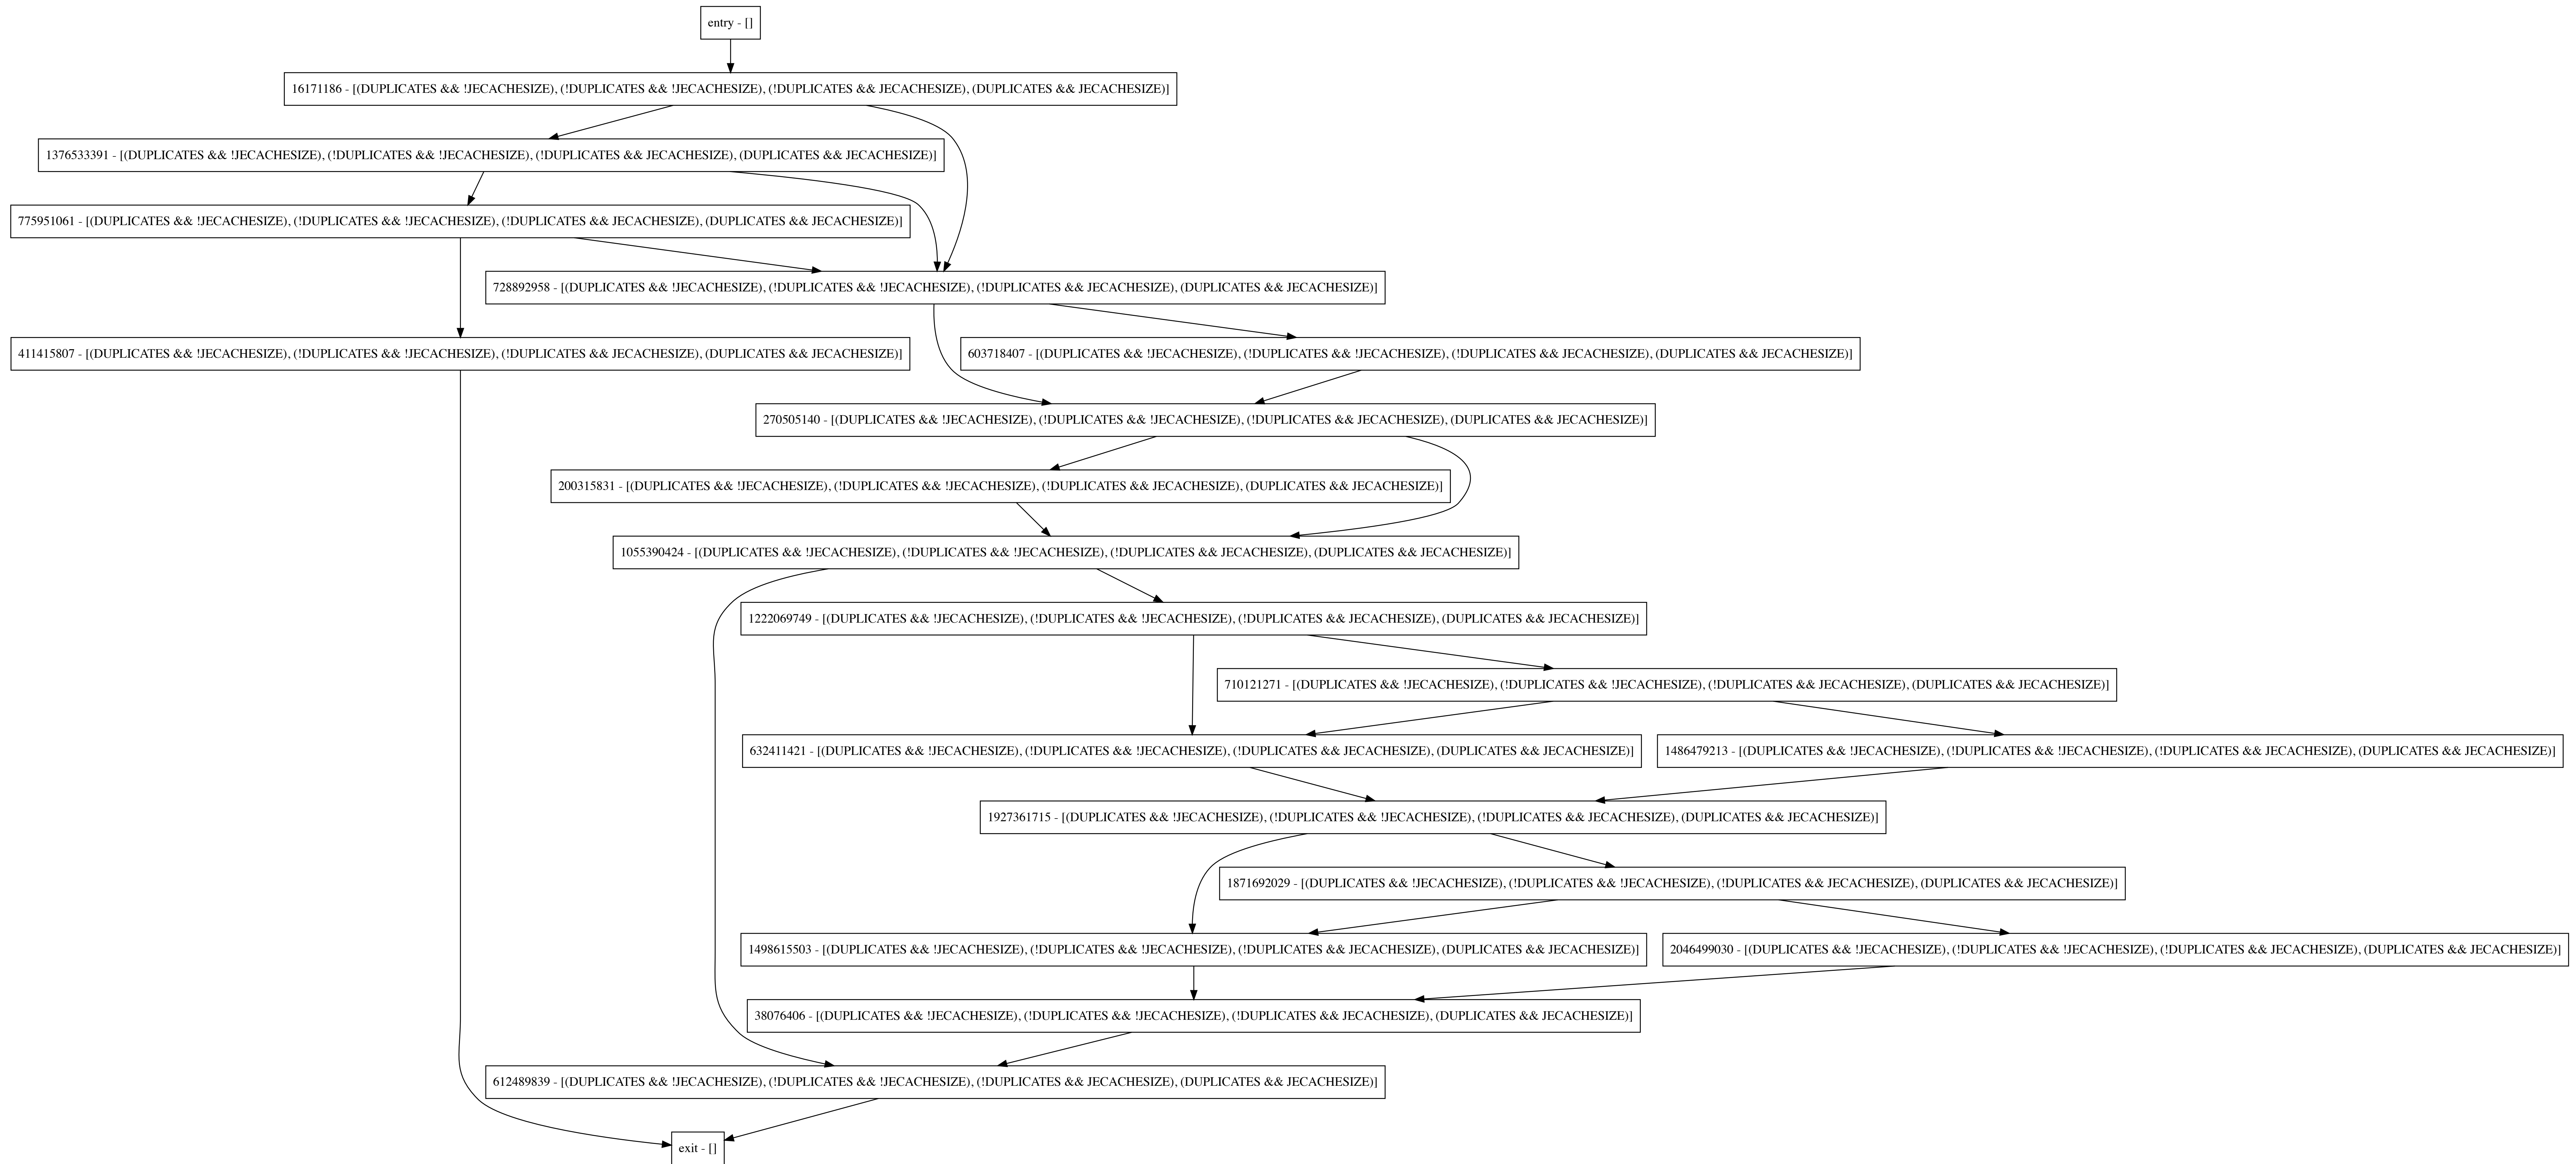 entry - []
16171186 - [(DUPLICATES && !JECACHESIZE), (!DUPLICATES && !JECACHESIZE), (!DUPLICATES && JECACHESIZE), (DUPLICATES && JECACHESIZE)]
1376533391 - [(DUPLICATES && !JECACHESIZE), (!DUPLICATES && !JECACHESIZE), (!DUPLICATES && JECACHESIZE), (DUPLICATES && JECACHESIZE)]
775951061 - [(DUPLICATES && !JECACHESIZE), (!DUPLICATES && !JECACHESIZE), (!DUPLICATES && JECACHESIZE), (DUPLICATES && JECACHESIZE)]
728892958 - [(DUPLICATES && !JECACHESIZE), (!DUPLICATES && !JECACHESIZE), (!DUPLICATES && JECACHESIZE), (DUPLICATES && JECACHESIZE)]
411415807 - [(DUPLICATES && !JECACHESIZE), (!DUPLICATES && !JECACHESIZE), (!DUPLICATES && JECACHESIZE), (DUPLICATES && JECACHESIZE)]
603718407 - [(DUPLICATES && !JECACHESIZE), (!DUPLICATES && !JECACHESIZE), (!DUPLICATES && JECACHESIZE), (DUPLICATES && JECACHESIZE)]
270505140 - [(DUPLICATES && !JECACHESIZE), (!DUPLICATES && !JECACHESIZE), (!DUPLICATES && JECACHESIZE), (DUPLICATES && JECACHESIZE)]
200315831 - [(DUPLICATES && !JECACHESIZE), (!DUPLICATES && !JECACHESIZE), (!DUPLICATES && JECACHESIZE), (DUPLICATES && JECACHESIZE)]
1055390424 - [(DUPLICATES && !JECACHESIZE), (!DUPLICATES && !JECACHESIZE), (!DUPLICATES && JECACHESIZE), (DUPLICATES && JECACHESIZE)]
1222069749 - [(DUPLICATES && !JECACHESIZE), (!DUPLICATES && !JECACHESIZE), (!DUPLICATES && JECACHESIZE), (DUPLICATES && JECACHESIZE)]
710121271 - [(DUPLICATES && !JECACHESIZE), (!DUPLICATES && !JECACHESIZE), (!DUPLICATES && JECACHESIZE), (DUPLICATES && JECACHESIZE)]
632411421 - [(DUPLICATES && !JECACHESIZE), (!DUPLICATES && !JECACHESIZE), (!DUPLICATES && JECACHESIZE), (DUPLICATES && JECACHESIZE)]
1486479213 - [(DUPLICATES && !JECACHESIZE), (!DUPLICATES && !JECACHESIZE), (!DUPLICATES && JECACHESIZE), (DUPLICATES && JECACHESIZE)]
1927361715 - [(DUPLICATES && !JECACHESIZE), (!DUPLICATES && !JECACHESIZE), (!DUPLICATES && JECACHESIZE), (DUPLICATES && JECACHESIZE)]
1871692029 - [(DUPLICATES && !JECACHESIZE), (!DUPLICATES && !JECACHESIZE), (!DUPLICATES && JECACHESIZE), (DUPLICATES && JECACHESIZE)]
1498615503 - [(DUPLICATES && !JECACHESIZE), (!DUPLICATES && !JECACHESIZE), (!DUPLICATES && JECACHESIZE), (DUPLICATES && JECACHESIZE)]
2046499030 - [(DUPLICATES && !JECACHESIZE), (!DUPLICATES && !JECACHESIZE), (!DUPLICATES && JECACHESIZE), (DUPLICATES && JECACHESIZE)]
38076406 - [(DUPLICATES && !JECACHESIZE), (!DUPLICATES && !JECACHESIZE), (!DUPLICATES && JECACHESIZE), (DUPLICATES && JECACHESIZE)]
612489839 - [(DUPLICATES && !JECACHESIZE), (!DUPLICATES && !JECACHESIZE), (!DUPLICATES && JECACHESIZE), (DUPLICATES && JECACHESIZE)]
exit - []